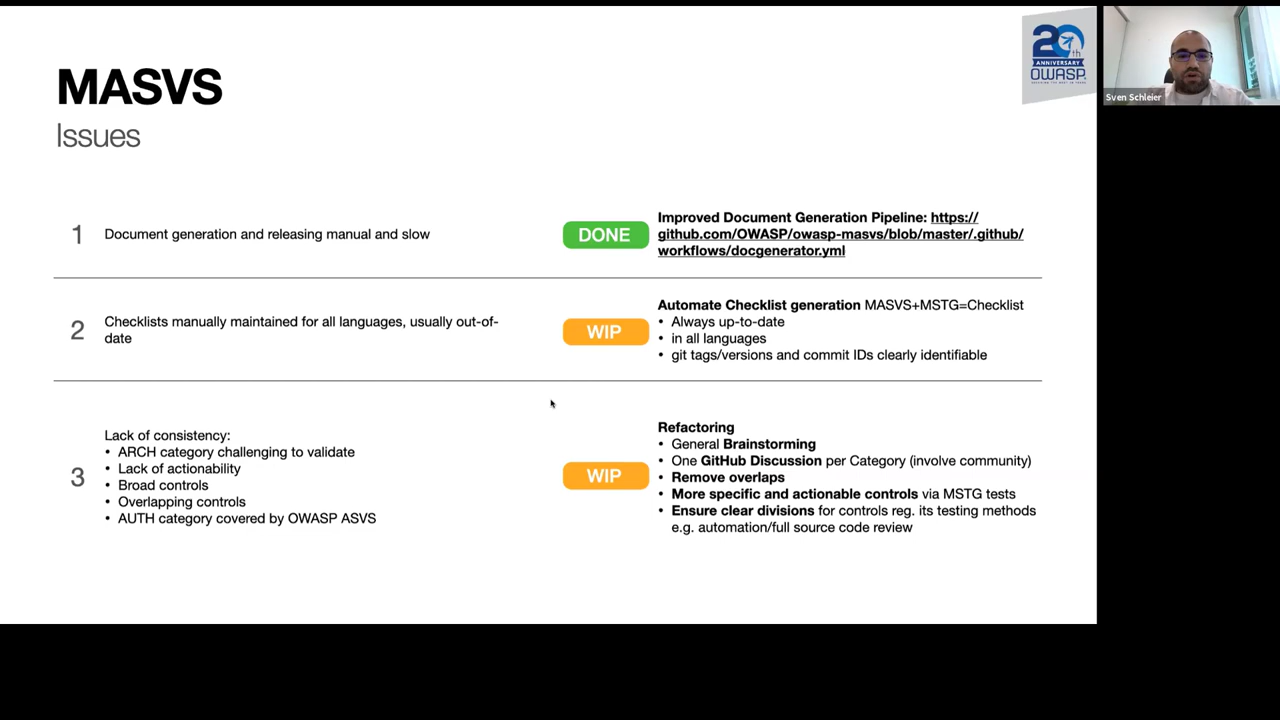 MASVS
Issues
20th
ANNIVERSARY
OWASP
Sven Schleier
1
Document generation and releasing manual and slow
DONE
Improved Document Generation Pipeline: https://
github.com/OWASP/owasp-masvs/blob/master/.github/
workflows/docgenerator.yml
2
Checklists manually maintained for all languages, usually out-of-
date
WIP
Automate Checklist generation MASVS+MSTG=Checklist
• Always up-to-date
• in all languages
• git tags/versions and commit IDs clearly identifiable
3
Lack of consistency:
• ARCH category challenging to validate
• Lack of actionability
• Broad controls
• Overlapping controls
• AUTH category covered by OWASP ASVS
WIP
Refactoring
• General Brainstorming
• One GitHub Discussion per Category (involve community)
• Remove overlaps
• More specific and actionable controls via MSTG tests
• Ensure clear divisions for controls reg. its testing methods
e.g. automation/full source code review